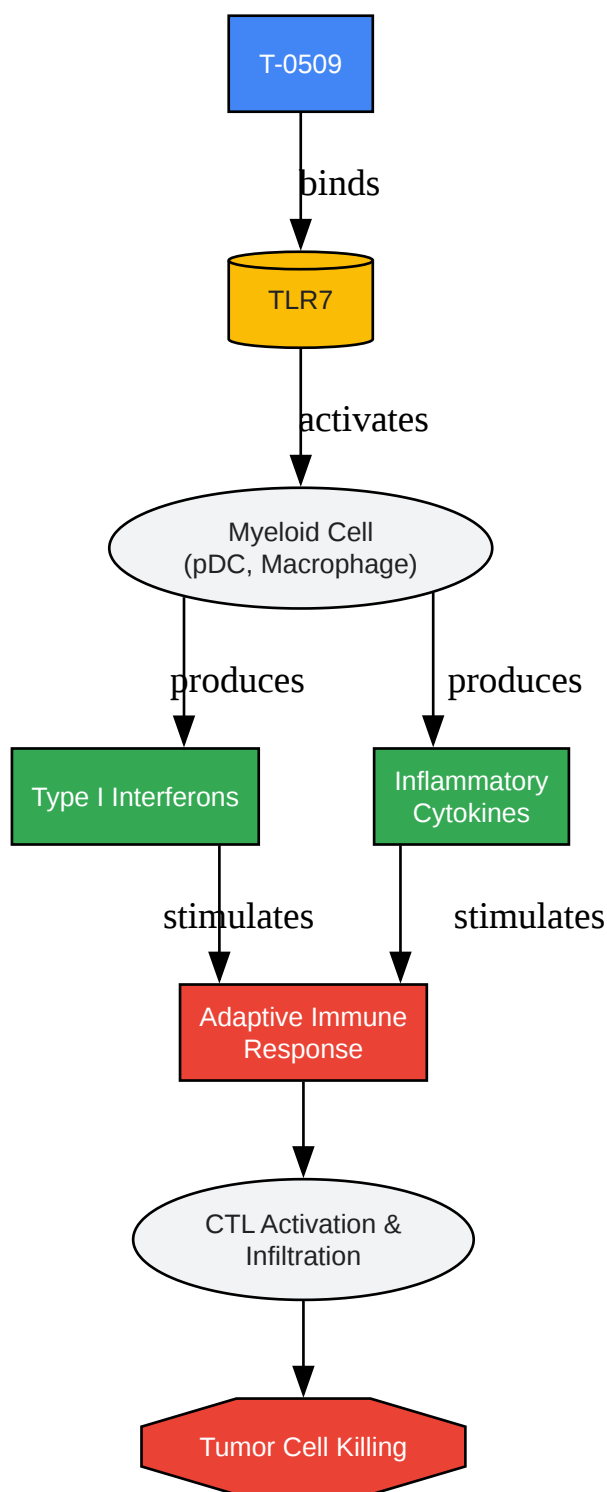 T-0509
binds
TLR7
activates
Myeloid Cell
(pDC, Macrophage)
produces
produces
Type I Interferons
Inflammatory
Cytokines
stimulates
stimulates
Adaptive Immune
Response
CTL Activation &
Infiltration
Tumor Cell Killing